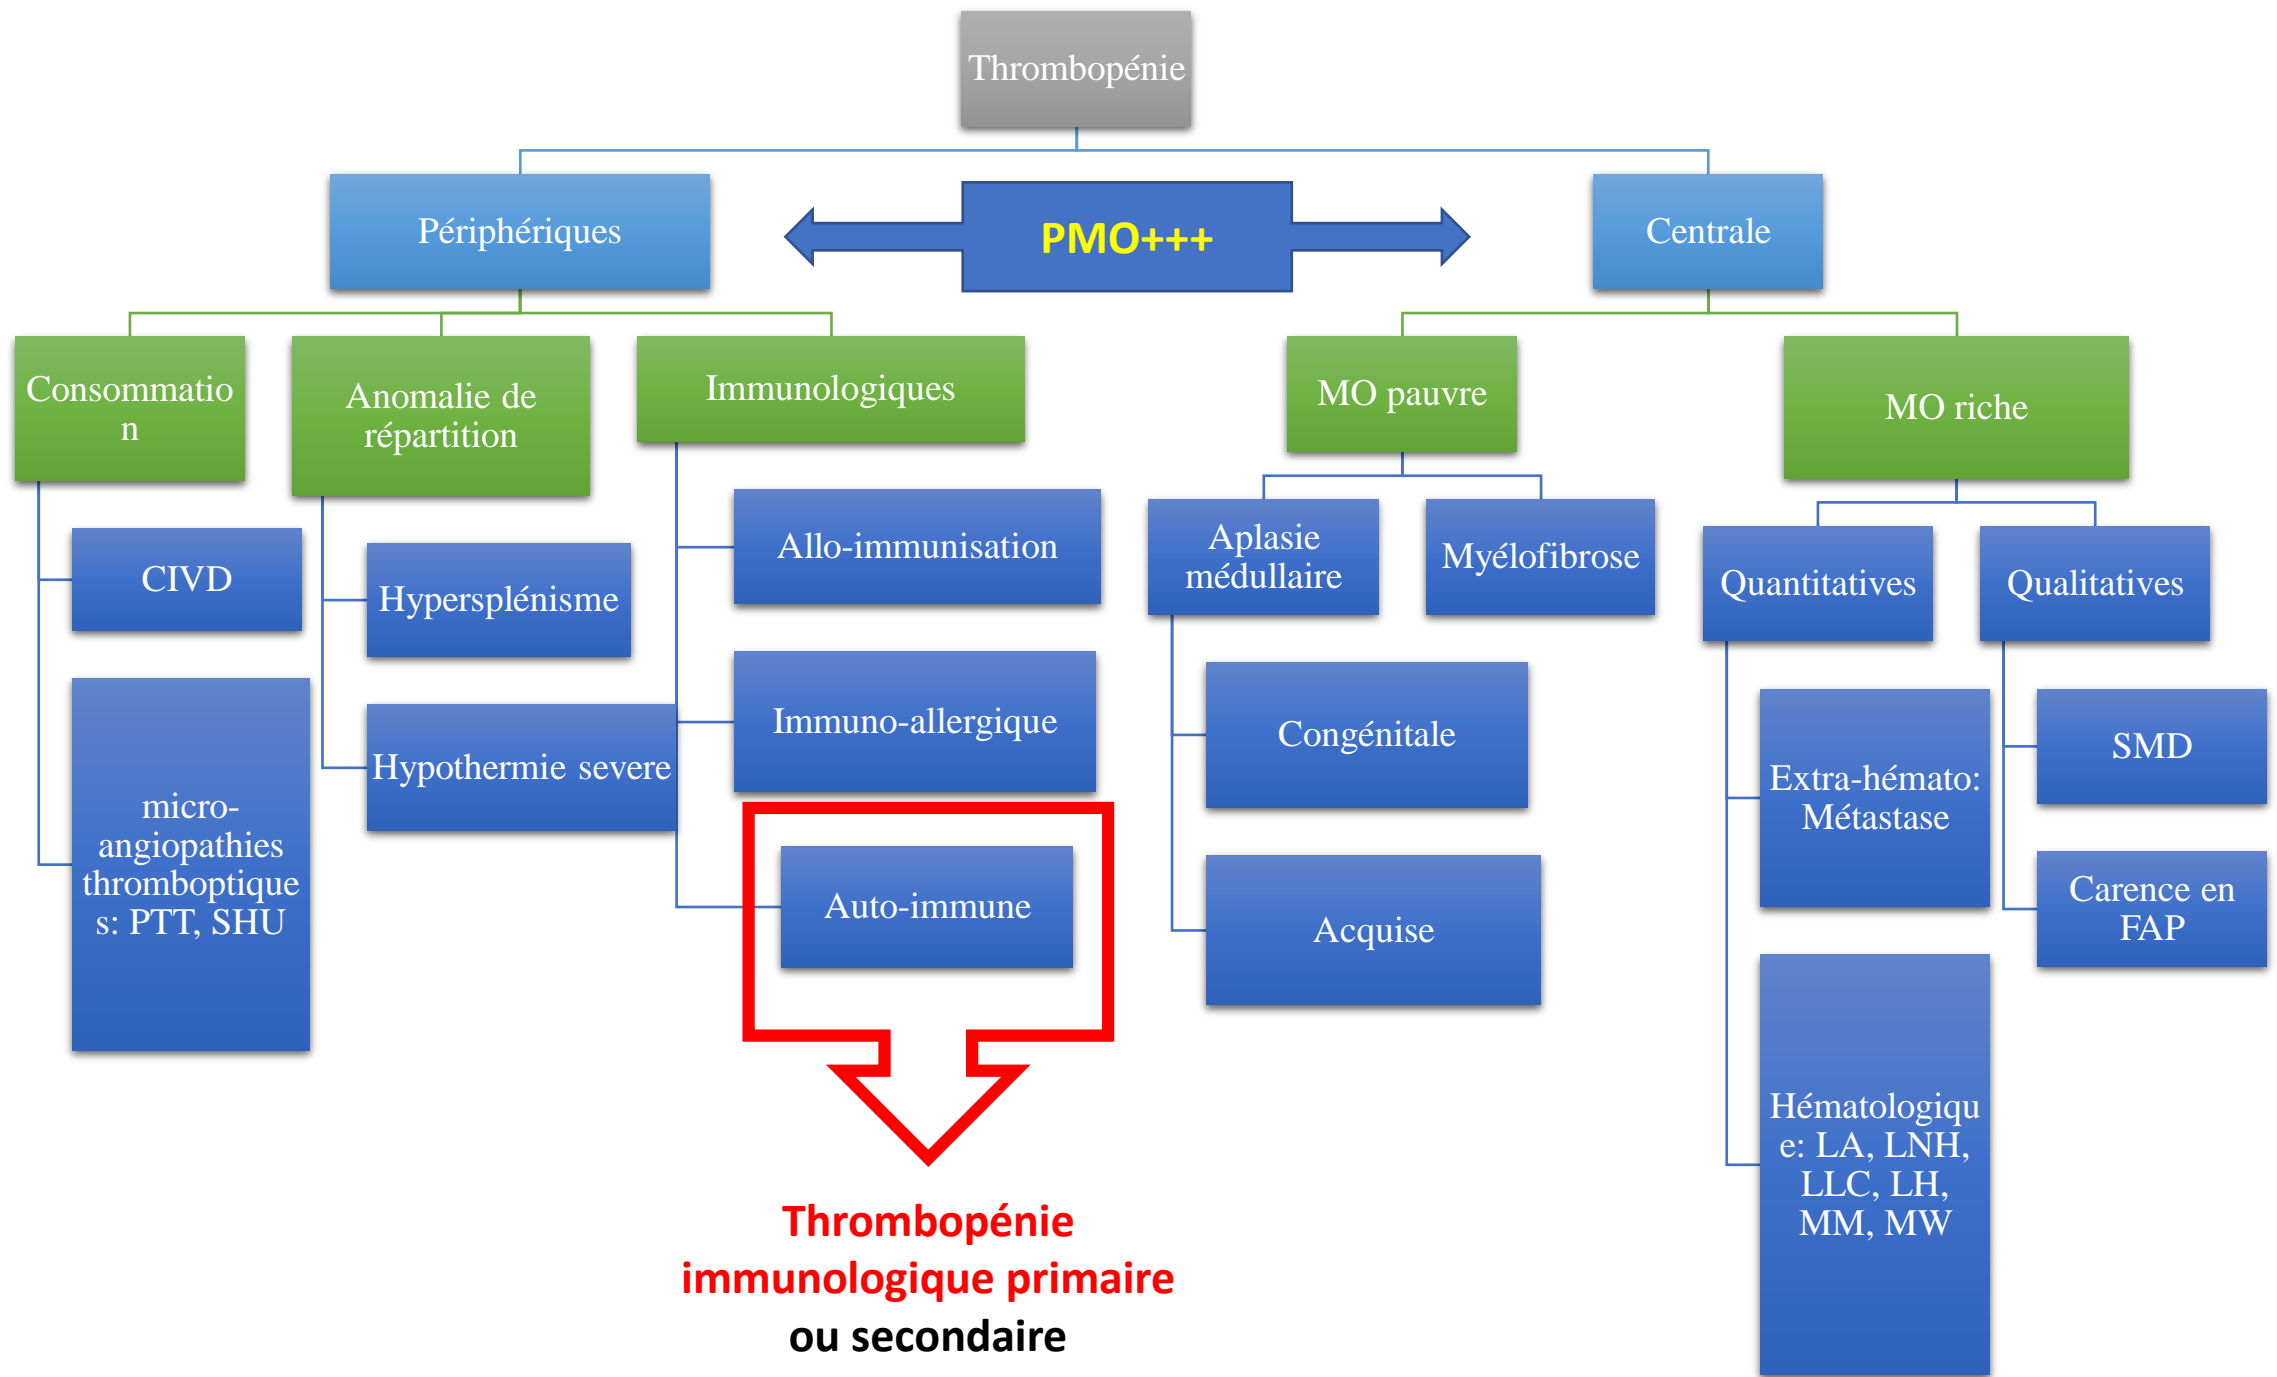 Thrombopénie
Périphériques
PMO+++
Centrale
Consommatio
n
Anomalie de
répartition
Immunologiques
MO pauvre
MO riche
CIVD
micro-
angiopathies
thromboptique
s: PTT, SHU
Hypersplénisme
Hypothermie severe
Allo-immunisation
Immuno-allergique
Auto-immune
Thrombopénie
immunologique primaire
ou secondaire
Aplasie
médullaire
Myélofibrose
Congénitale
Acquise
Quantitatives
Qualitatives
Extra-hémato:
Métastase
Hématologiqu
e: LA, LNH,
LLC, LH,
MM, MW
SMD
Carence en
FAP